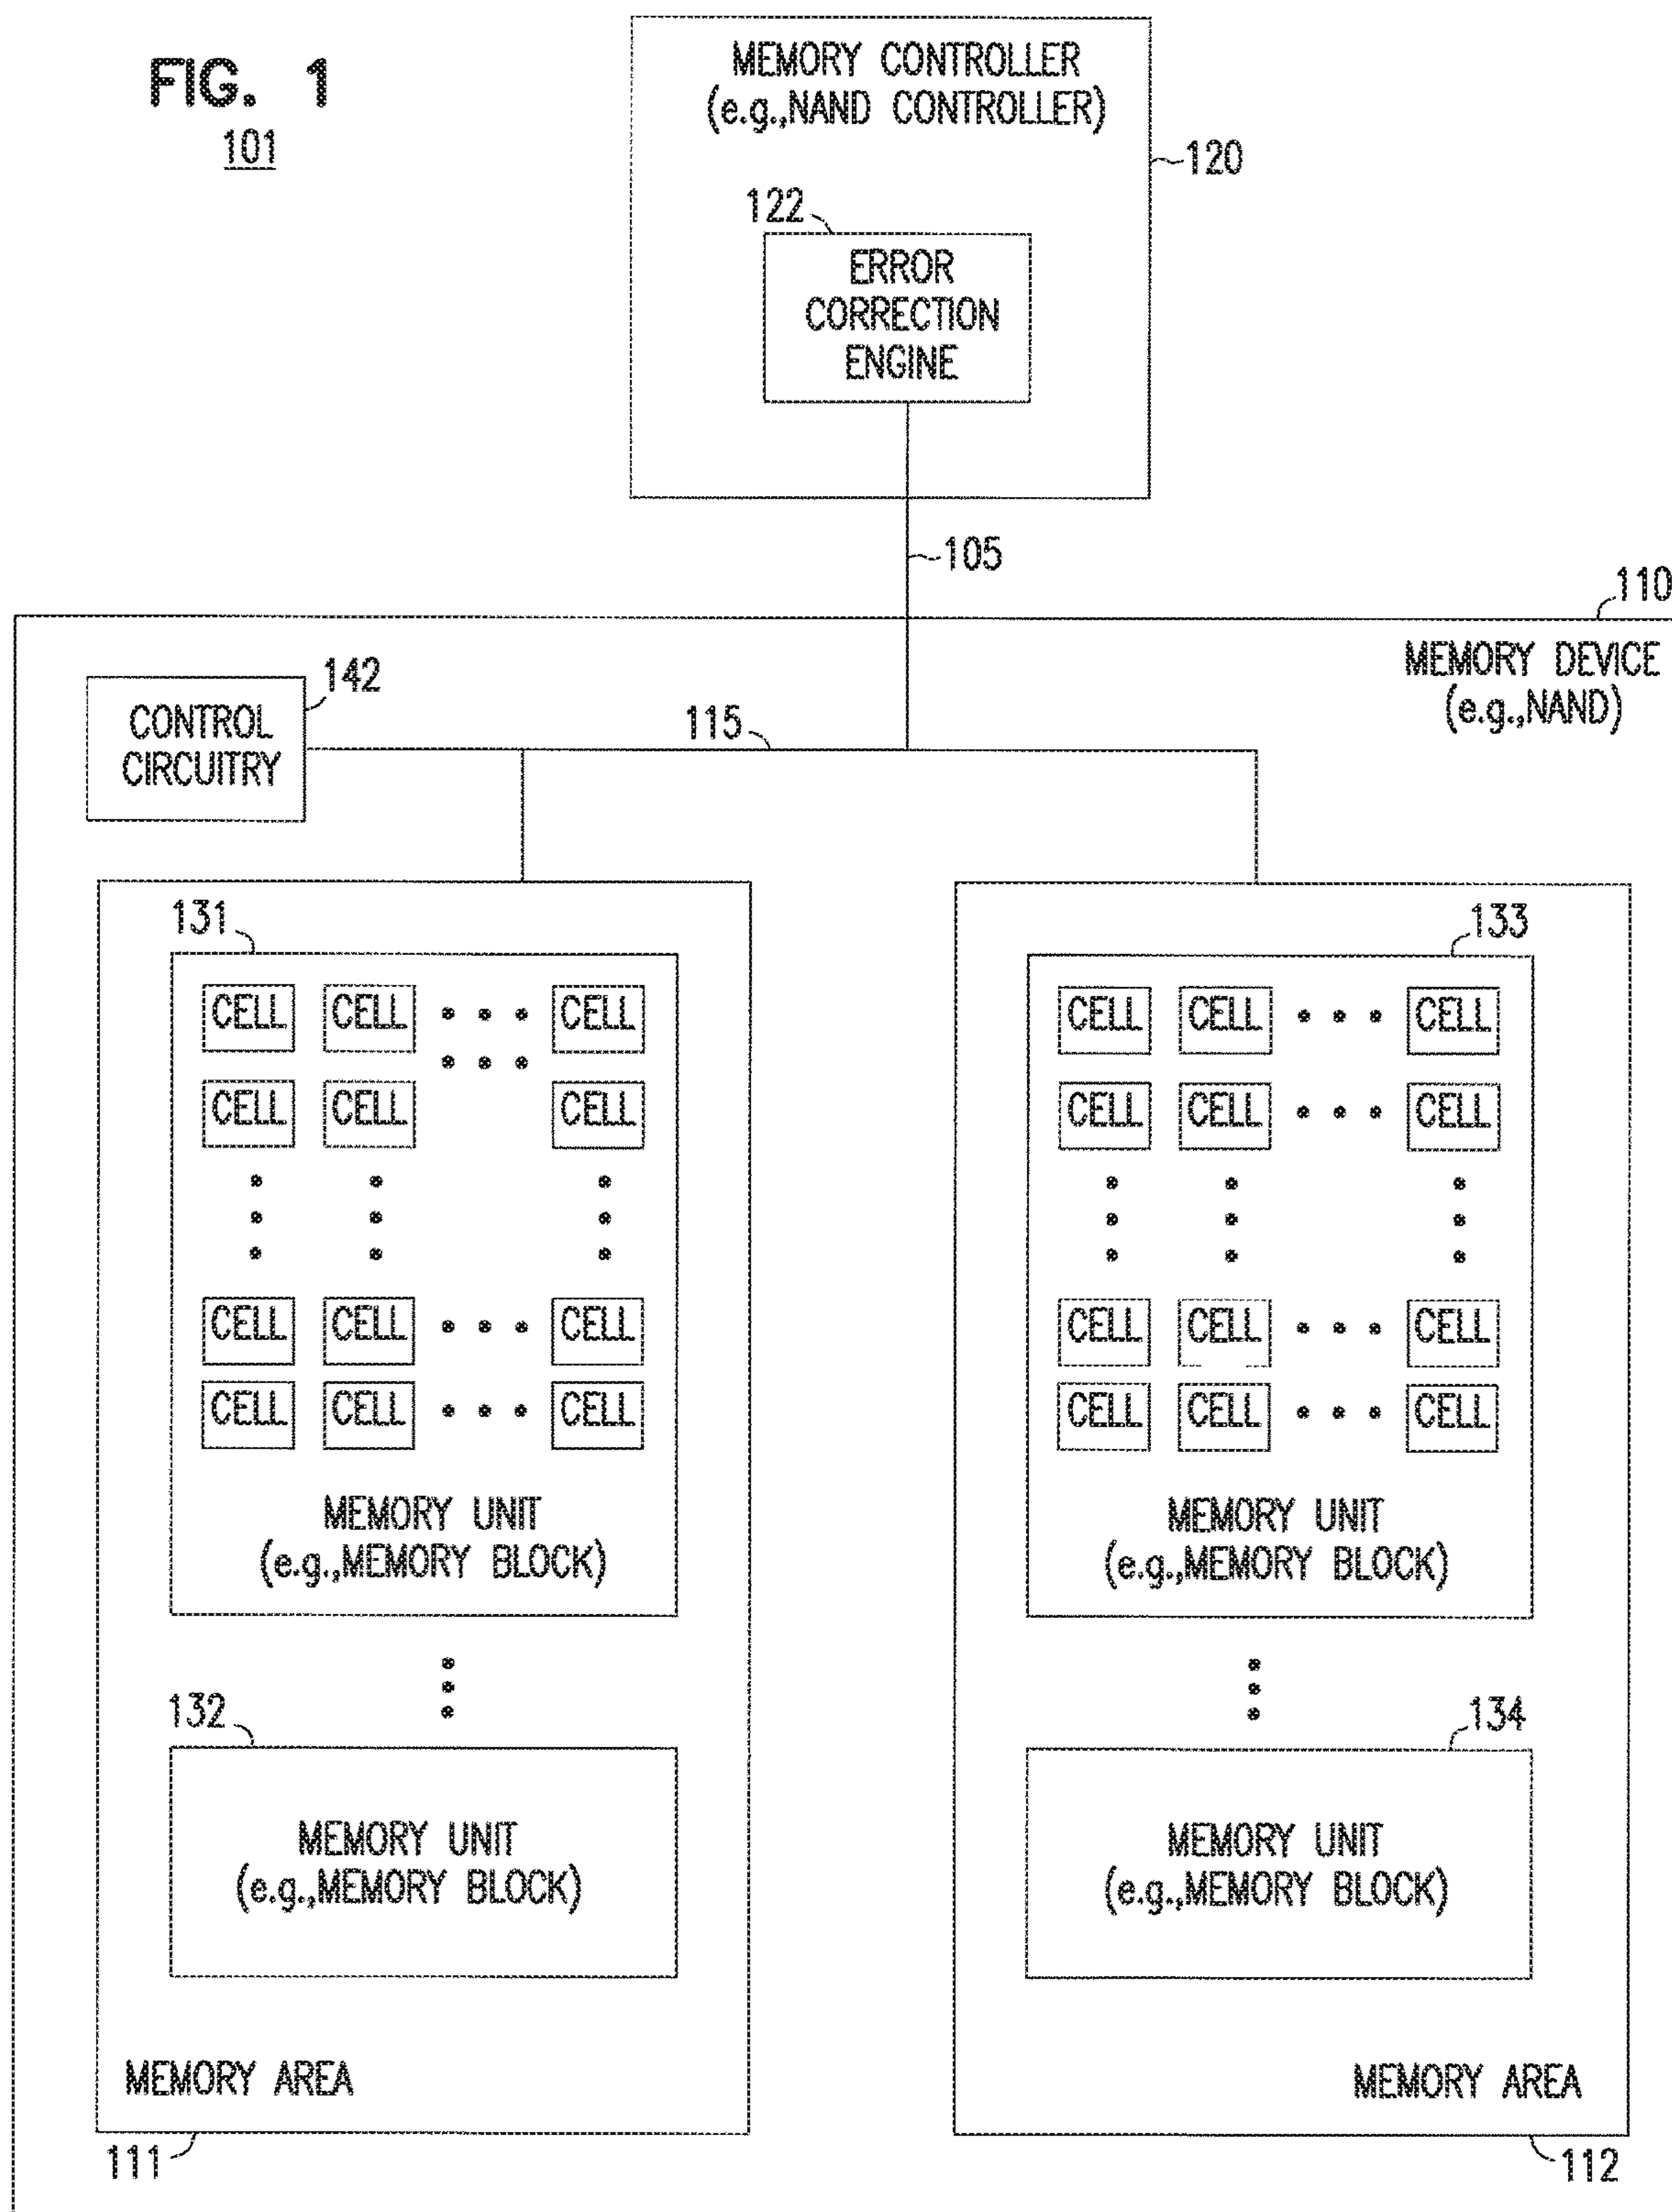 FIG. 1
101
MEMORY CONTROLLER
(e.g.,NAND CONTROLLER)
120
122
ERROR
CORRECTION
ENGINE
105
110
MEMORY DEVICE
(e.g.,NAND)
142
CONTROL
CIRCUITRY
115
131
CELL CELL CELL
CELL CELL CELL
CELL CELL CELL
CELL CELL CELL
MEMORY UNIT
(e.g.,MEMORY BLOCK)
132
MEMORY UNIT
(e.g.,MEMORY BLOCK)
MEMORY AREA
111
133
CELL CELL CELL
CELL CELL CELL
CELL CELL CELL
CELL CELL CELL
MEMORY UNIT
(e.g.,MEMORY BLOCK)
134
MEMORY UNIT
(e.g.,MEMORY BLOCK)
MEMORY AREA
112